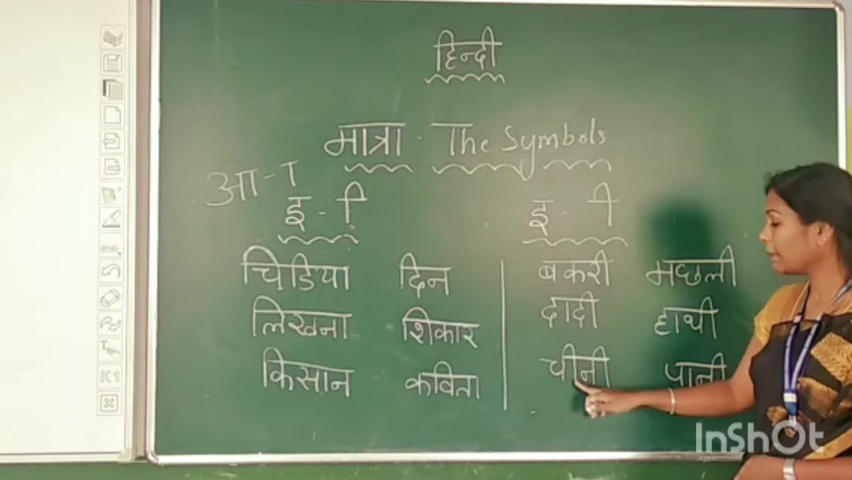 हिन्दी
मात्रा - The Symbols
आ - ा
इ - ि
चिडिया दिन
लिखना शिकार
किसान कविता
इ - ी
बकरी मछली
दादी हाथी
चीनी पानी
InShOt